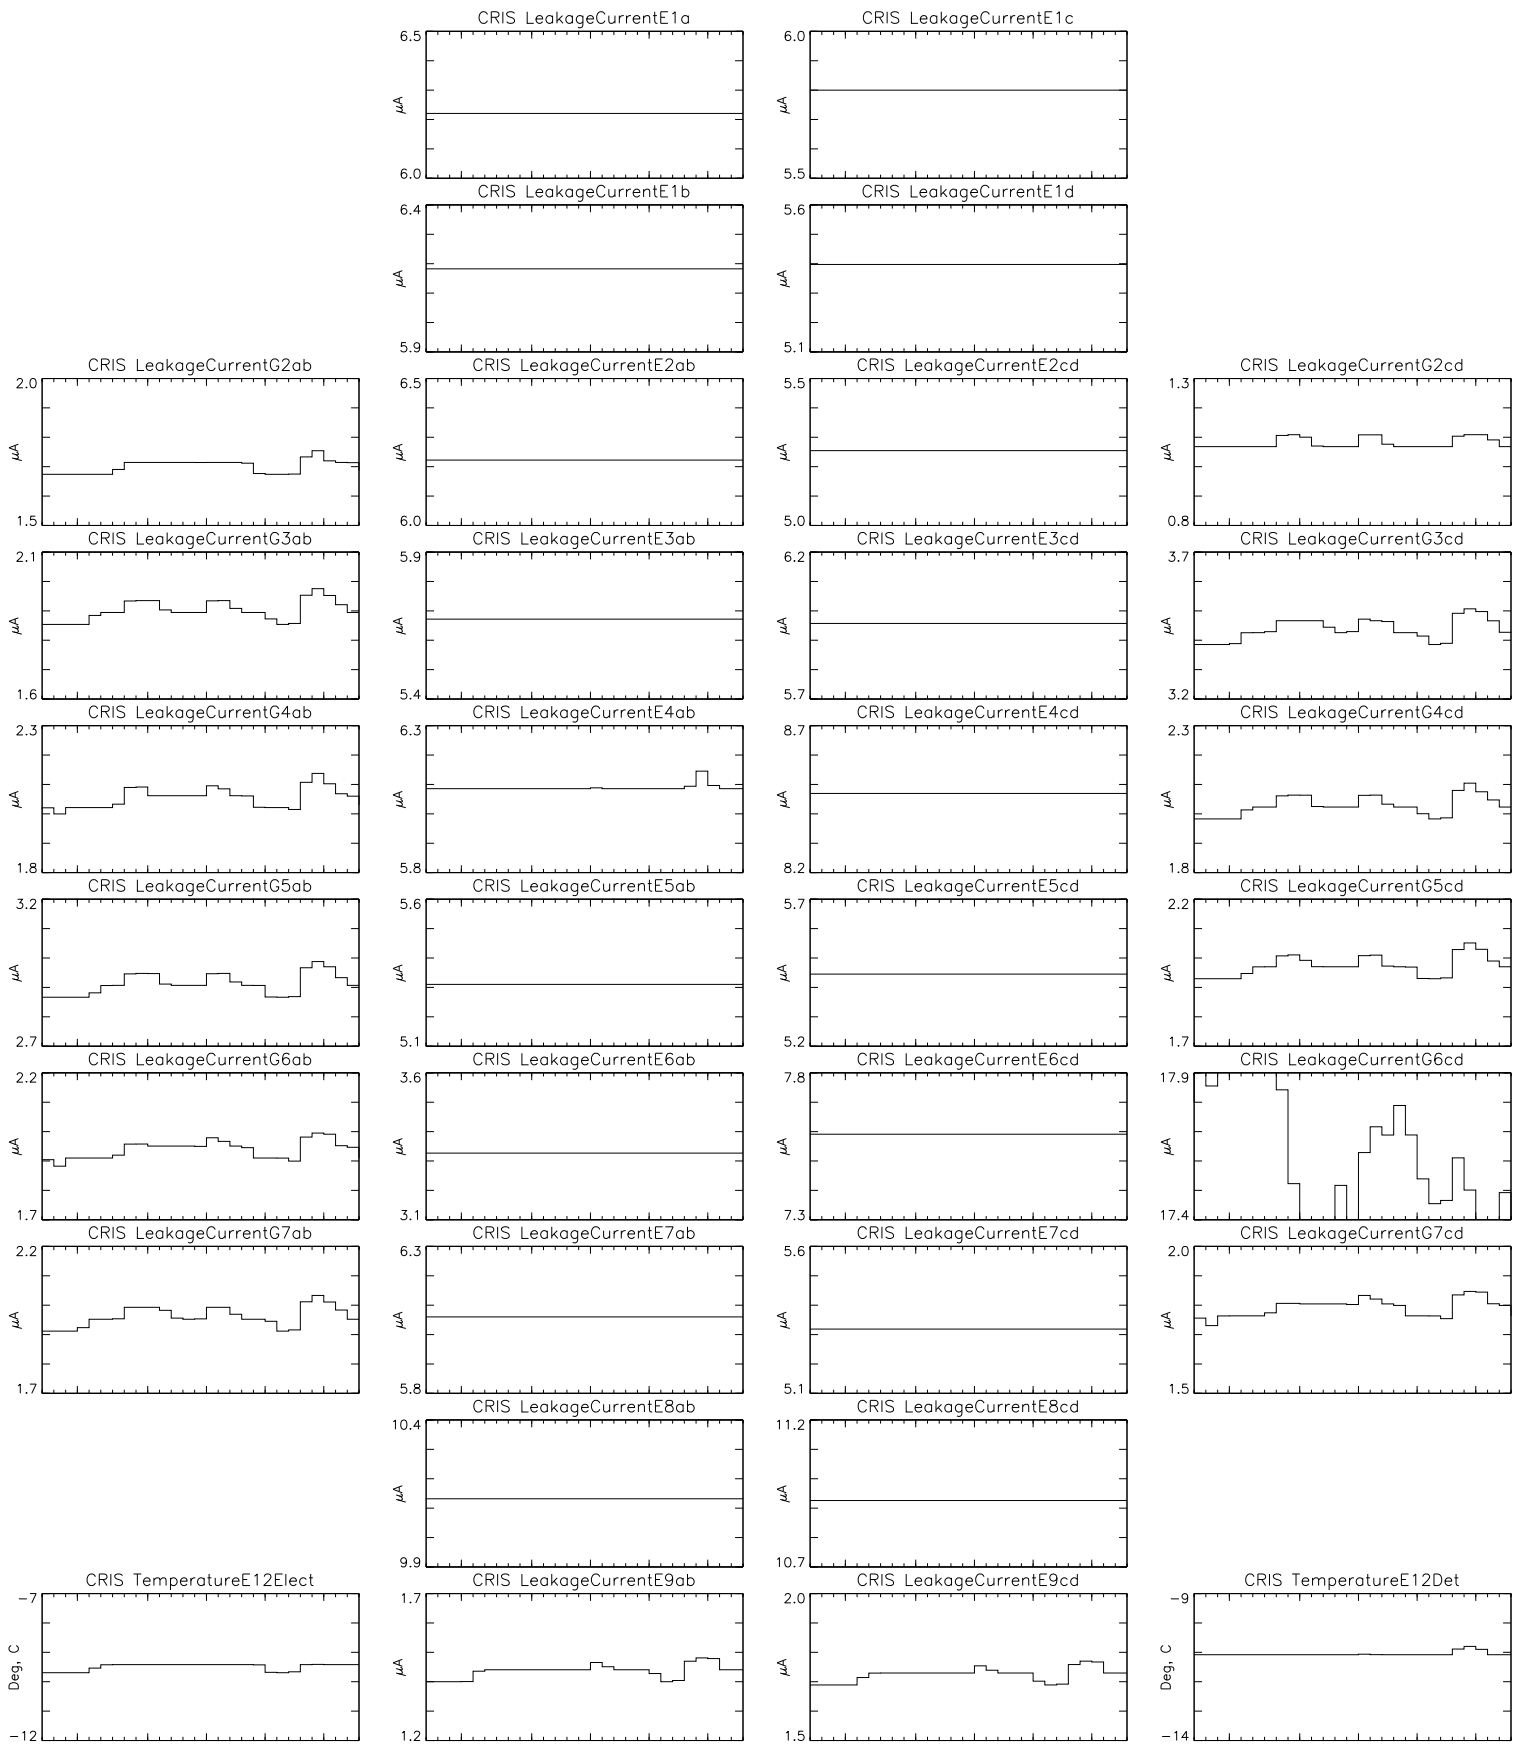 CRIS LeakageCurrentE1a
6.5
μA
6.0
CRIS LeakageCurrentE1c
6.0
μA
5.5
CRIS LeakageCurrentE1b
6.4
μA
5.9
CRIS LeakageCurrentE1d
5.6
μA
5.1
CRIS LeakageCurrentG2ab
2.0
μA
1.5
CRIS LeakageCurrentE2ab
6.5
μA
6.0
CRIS LeakageCurrentE2cd
5.5
μA
5.0
CRIS LeakageCurrentG2cd
1.3
μA
0.8
CRIS LeakageCurrentG3ab
2.1
μA
1.6
CRIS LeakageCurrentE3ab
5.9
μA
5.4
CRIS LeakageCurrentE3cd
6.2
μA
5.7
CRIS LeakageCurrentG3cd
3.7
μA
3.2
CRIS LeakageCurrentG4ab
2.3
μA
1.8
CRIS LeakageCurrentE4ab
6.3
μA
5.8
CRIS LeakageCurrentE4cd
8.7
μA
8.2
CRIS LeakageCurrentG4cd
2.3
μA
1.8
CRIS LeakageCurrentG5ab
3.2
μA
2.7
CRIS LeakageCurrentE5ab
5.6
μA
5.1
CRIS LeakageCurrentE5cd
5.7
μA
5.2
CRIS LeakageCurrentG5cd
2.2
μA
1.7
CRIS LeakageCurrentG6ab
2.2
μA
1.7
CRIS LeakageCurrentE6ab
3.6
μA
3.1
CRIS LeakageCurrentE6cd
7.8
μA
7.3
CRIS LeakageCurrentG6cd
17.9
μA
17.4
CRIS LeakageCurrentG7ab
2.2
μA
1.7
CRIS LeakageCurrentE7ab
6.3
μA
5.8
CRIS LeakageCurrentE7cd
5.6
μA
5.1
CRIS LeakageCurrentG7cd
2.0
μA
1.5
CRIS LeakageCurrentE8ab
10.4
μA
9.9
CRIS LeakageCurrentE8cd
11.2
μA
10.7
CRIS TemperatureE12Elect
-7
Deg, C
-12
CRIS LeakageCurrentE9ab
1.7
μA
1.2
CRIS LeakageCurrentE9cd
2.0
μA
1.5
CRIS TemperatureE12Det
-9
Deg, C
-14